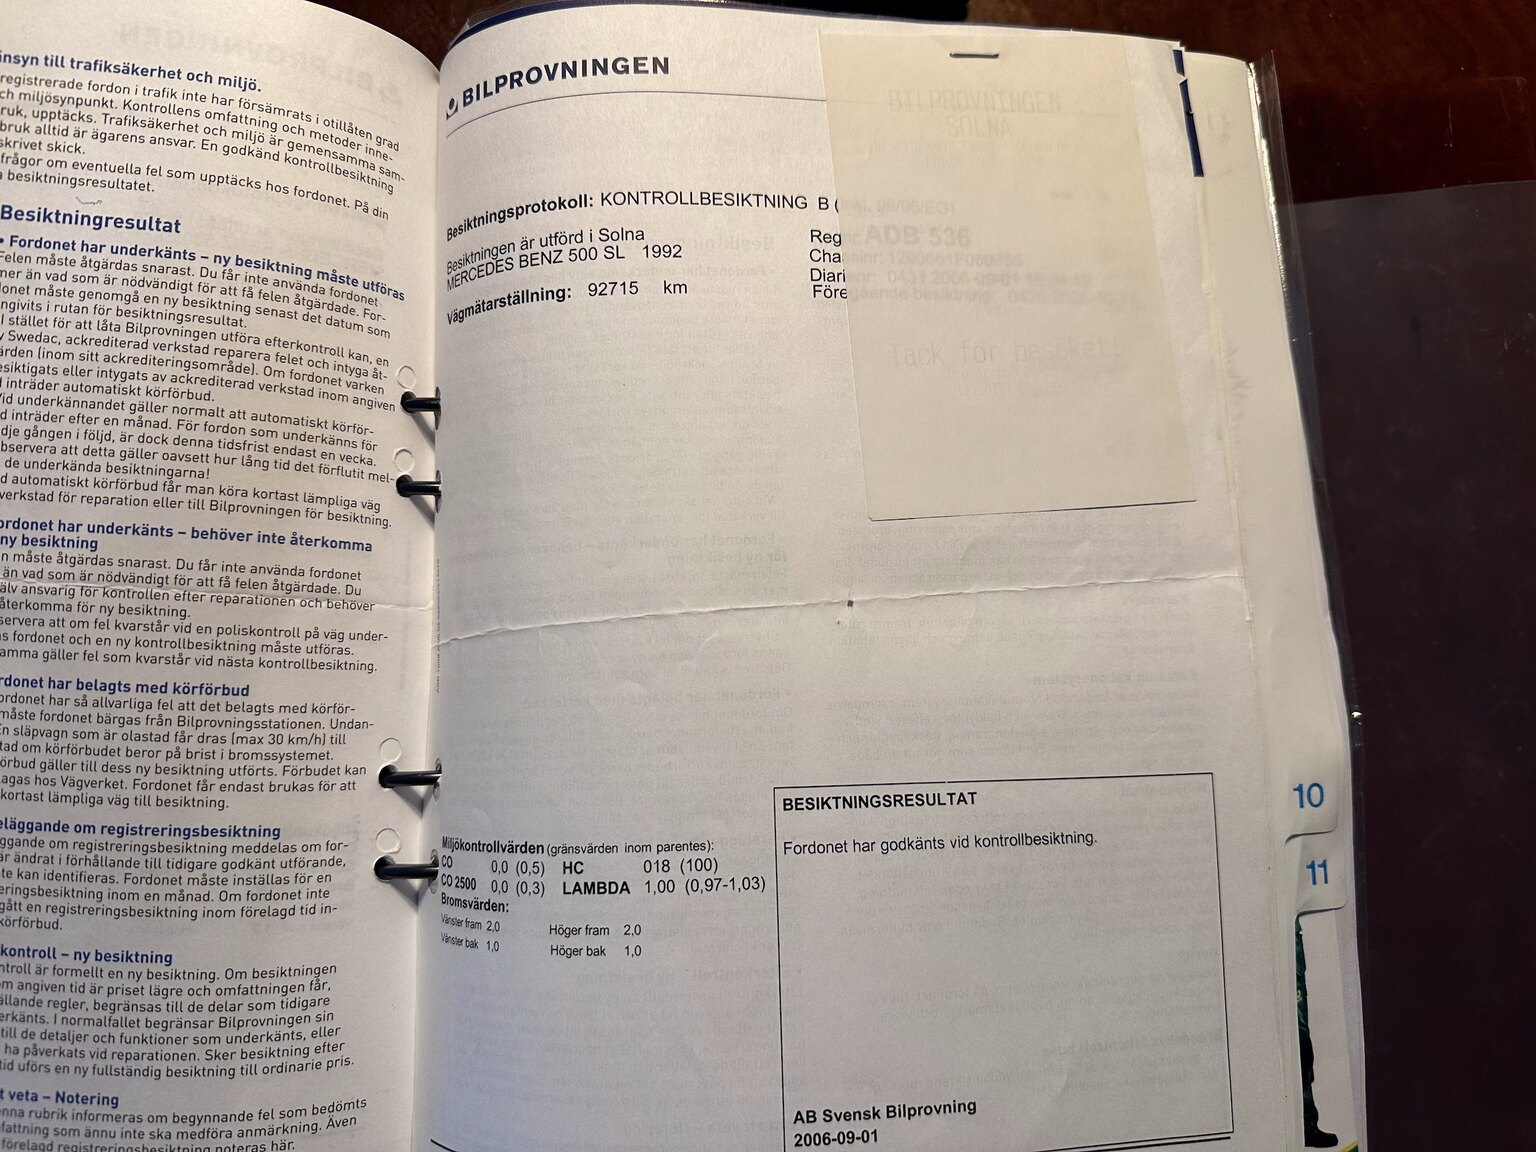 insyn till trafiksäkerhet och miljö.
registrerade fordon i trafik inte har försämrats i otillåten grad
ch miljösynpunkt. Kontrollens omfattning och metoder inne-
ruk, upptäcks. Trafiksäkerhet och miljö är gemensamma sam-
bruk alltid är ägarens ansvar. En godkänd kontrollbesiktning
skrivet skick.
frågor om eventuella fel som upptäcks hos fordonet. På din
a besiktningsresultatet.
Besiktningresultat
• Fordonet har underkänts – ny besiktning måste utföras
Felen måste åtgärdas snarast. Du får inte använda fordonet
mer än vad som är nödvändigt för att få felen åtgärdade. For-
donet måste genomgå en ny besiktning senast det datum som
angivits i rutan för besiktningsresultat.
I stället för att låta Bilprovningen utföra efterkontroll kan, en
v Swedac, ackrediterad verkstad reparera felet och intyga åt-
ärden (inom sitt ackrediteringsområde). Om fordonet varken
esiktigats eller intygats av ackrediterad verkstad inom angiven
d inträder automatiskt körförbud.
Vid underkännandet gäller normalt att automatiskt körför-
d inträder efter en månad. För fordon som underkänns för
dje gången i följd, är dock denna tidsfrist endast en vecka.
bservera att detta gäller oavsett hur lång tid det förflutit mel-
de underkända besiktningarna!
d automatiskt körförbud får man köra kortast lämpliga väg
verkstad för reparation eller till Bilprovningen för besiktning.
ordonet har underkänts – behöver inte återkomma
ny besiktning
n måste åtgärdas snarast. Du får inte använda fordonet
än vad som är nödvändigt för att få felen åtgärdade. Du
älv ansvarig för kontrollen efter reparationen och behöver
återkomma för ny besiktning.
servera att om fel kvarstår vid en poliskontroll på väg under-
s fordonet och en ny kontrollbesiktning måste utföras.
amma gäller fel som kvarstår vid nästa kontrollbesiktning.
rdonet har belagts med körförbud
ordonet har så allvarliga fel att det belagts med körför-
måste fordonet bärgas från Bilprovningsstationen. Undan-
En släpvagn som är olastad får dras (max 30 km/h) till
tad om körförbudet beror på brist i bromssystemet.
örbud gäller till dess ny besiktning utförts. Förbudet kan
agas hos Vägverket. Fordonet får endast brukas för att
kortast lämpliga väg till besiktning.
eläggande om registreringsbesiktning
ggande om registreringsbesiktning meddelas om for-
är ändrat i förhållande till tidigare godkänt utförande,
te kan identifieras. Fordonet måste inställas för en
eringsbesiktning inom en månad. Om fordonet inte
gått en registreringsbesiktning inom förelagd tid in-
körförbud.
kontroll – ny besiktning
ntroll är formellt en ny besiktning. Om besiktningen
om angiven tid är priset lägre och omfattningen får,
ällande regler, begränsas till de delar som tidigare
erkänts. I normalfallet begränsar Bilprovningen sin
till de detaljer och funktioner som underkänts, eller
ha påverkats vid reparationen. Sker besiktning efter
tid uförs en ny fullständig besiktning till ordinarie pris.
t veta – Notering
enna rubrik informeras om begynnande fel som bedömts
fattning som ännu inte ska medföra anmärkning. Även
förelagd registreringsbesiktning noteras här.
BILPROVNINGEN
BILPROVNINGEN
SOLNA
Besiktningsprotokoll: KONTROLLBESIKTNING B (
Besiktningen är utförd i Solna
MERCEDES BENZ 500 SL 1992
Vägmätarställning: 92715 km
Reg
ADB 536
Cha
Diari
Före
Tack för besöket!
Miljökontrollvärden (gränsvärden inom parentes):
CO 0,0 (0,5) HC 018 (100)
CO 2500 0,0 (0,3) LAMBDA 1,00 (0,97-1,03)
Bromsvärden:
Vänster fram 2,0 Höger fram 2,0
Vänster bak 1,0 Höger bak 1,0
BESIKTNINGSRESULTAT
Fordonet har godkänts vid kontrollbesiktning.
AB Svensk Bilprovning
2006-09-01
10
11